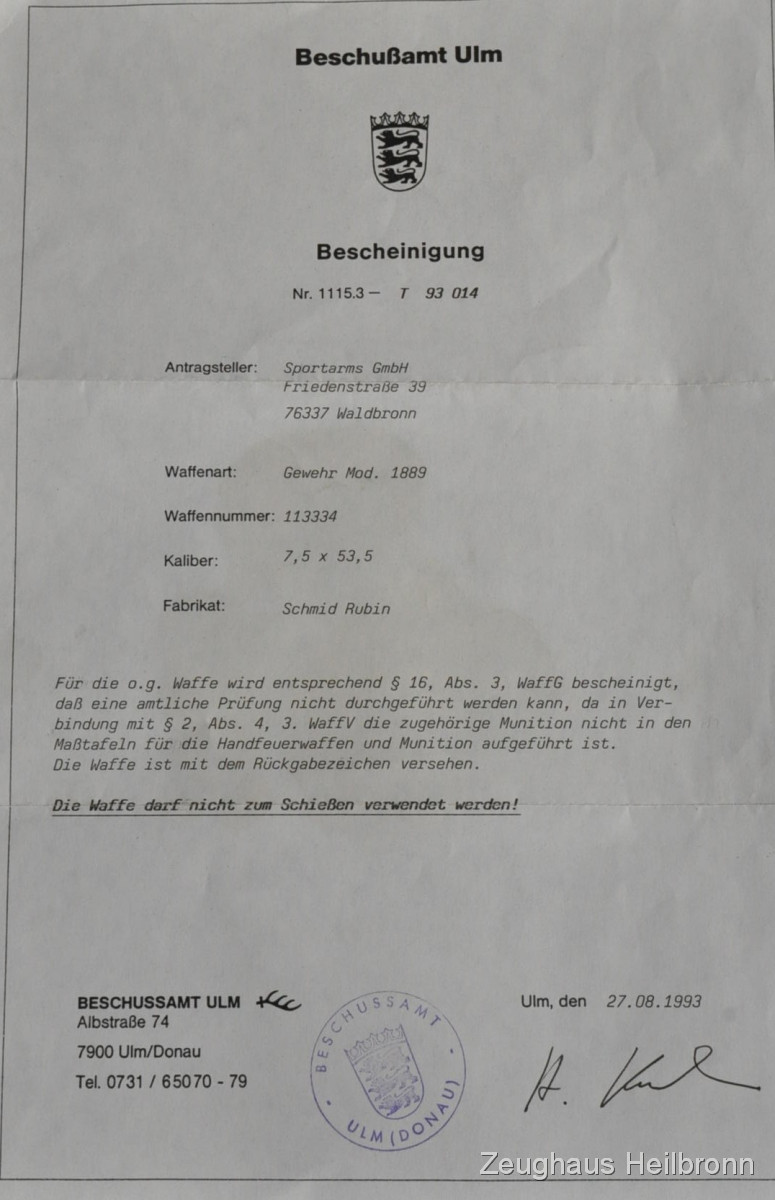 Beschußamt Ulm
Bescheinigung
Nr. 1115.3 – T 93 014
Antragsteller: Sportarms GmbH
Friedenstraße 39
76337 Waldbronn
Waffenart: Gewehr Mod. 1889
Waffennummer: 113334
Kaliber: 7,5 x 53,5
Fabrikat: Schmid Rubin
Für die o.g. Waffe wird entsprechend § 16, Abs. 3, WaffG bescheinigt,
daß eine amtliche Prüfung nicht durchgeführt werden kann, da in Ver-
bindung mit § 2, Abs. 4, 3. WaffV die zugehörige Munition nicht in den
Maßtafeln für die Handfeuerwaffen und Munition aufgeführt ist.
Die Waffe ist mit dem Rückgabezeichen versehen.
Die Waffe darf nicht zum Schießen verwendet werden!
BESCHUSSAMT ULM
Albstraße 74
7900 Ulm/Donau
Tel. 0731 / 65070 - 79
BESCHUSSAMT
ULM (DONAU)
Ulm, den 27.08.1993
H.
Zeughaus Heilbronn